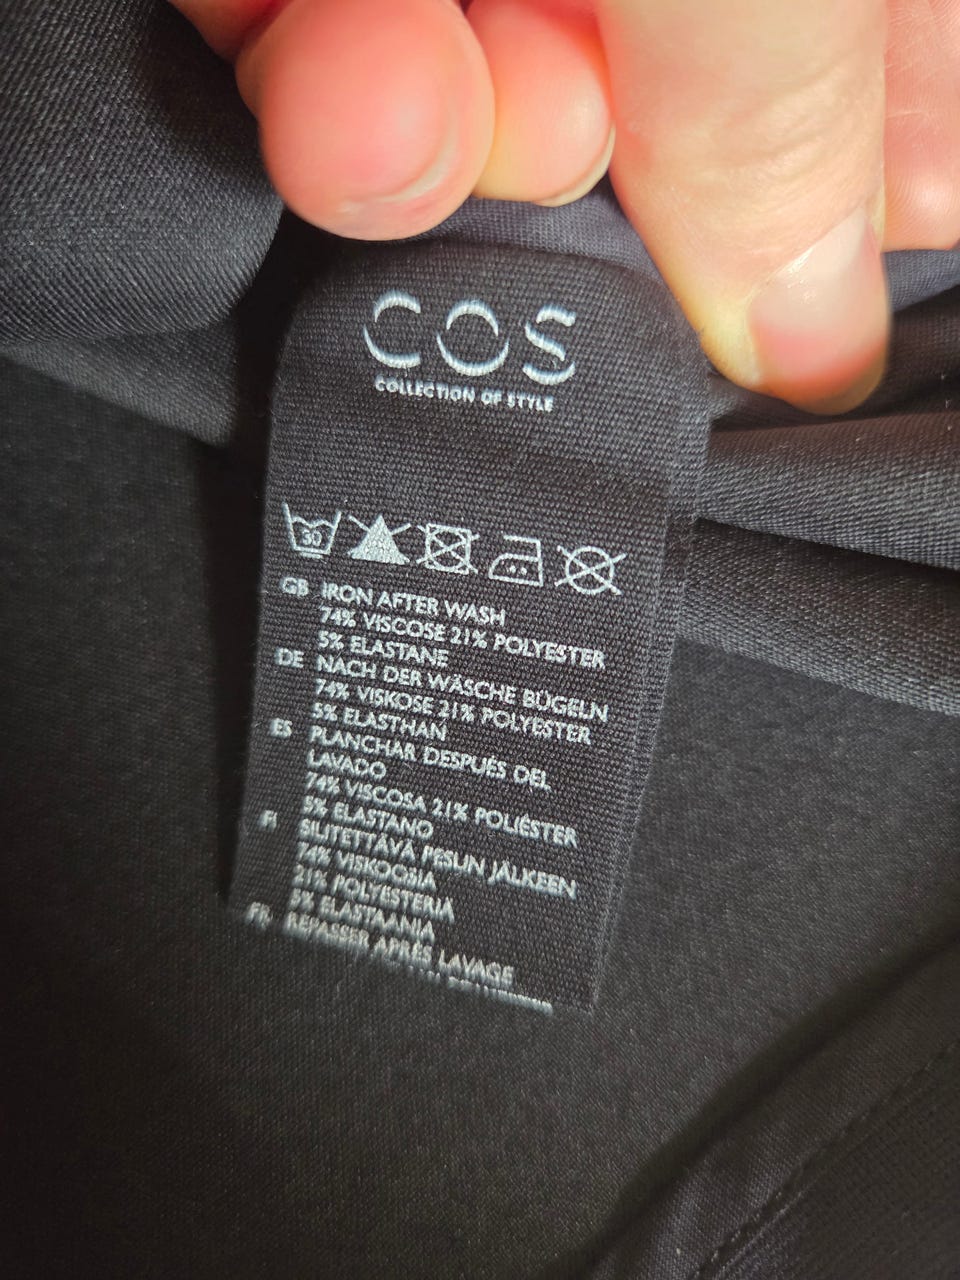 COS
COLLECTION OF STYLE
30
GB IRON AFTER WASH
74% VISCOSE 21% POLYESTER
5% ELASTANE
DE NACH DER WÄSCHE BÜGELN
74% VISKOSE 21% POLYESTER
5% ELASTHAN
ES PLANCHAR DESPUÉS DEL
LAVADO
74% VISCOSA 21% POLIÉSTER
5% ELASTANO
FI SILITETTÄVÄ PESUN JÄLKEEN
74% VISKOOSIA
21% POLYESTERIA
5% ELASTAANIA
FR REPASSER APRÈS LAVAGE